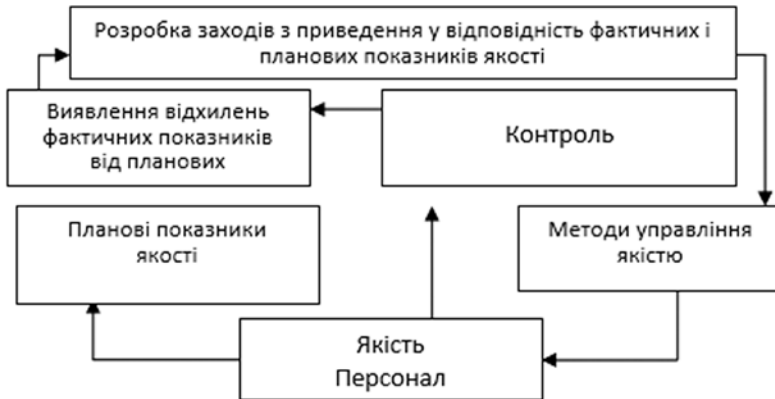 Розробка заходів з приведення у відповідність фактичних і
планових показників якості
Виявлення відхилень
фактичних показників
від планових
Контроль
Планові показники
якості
Методи управління
якістю
Якість
Персонал